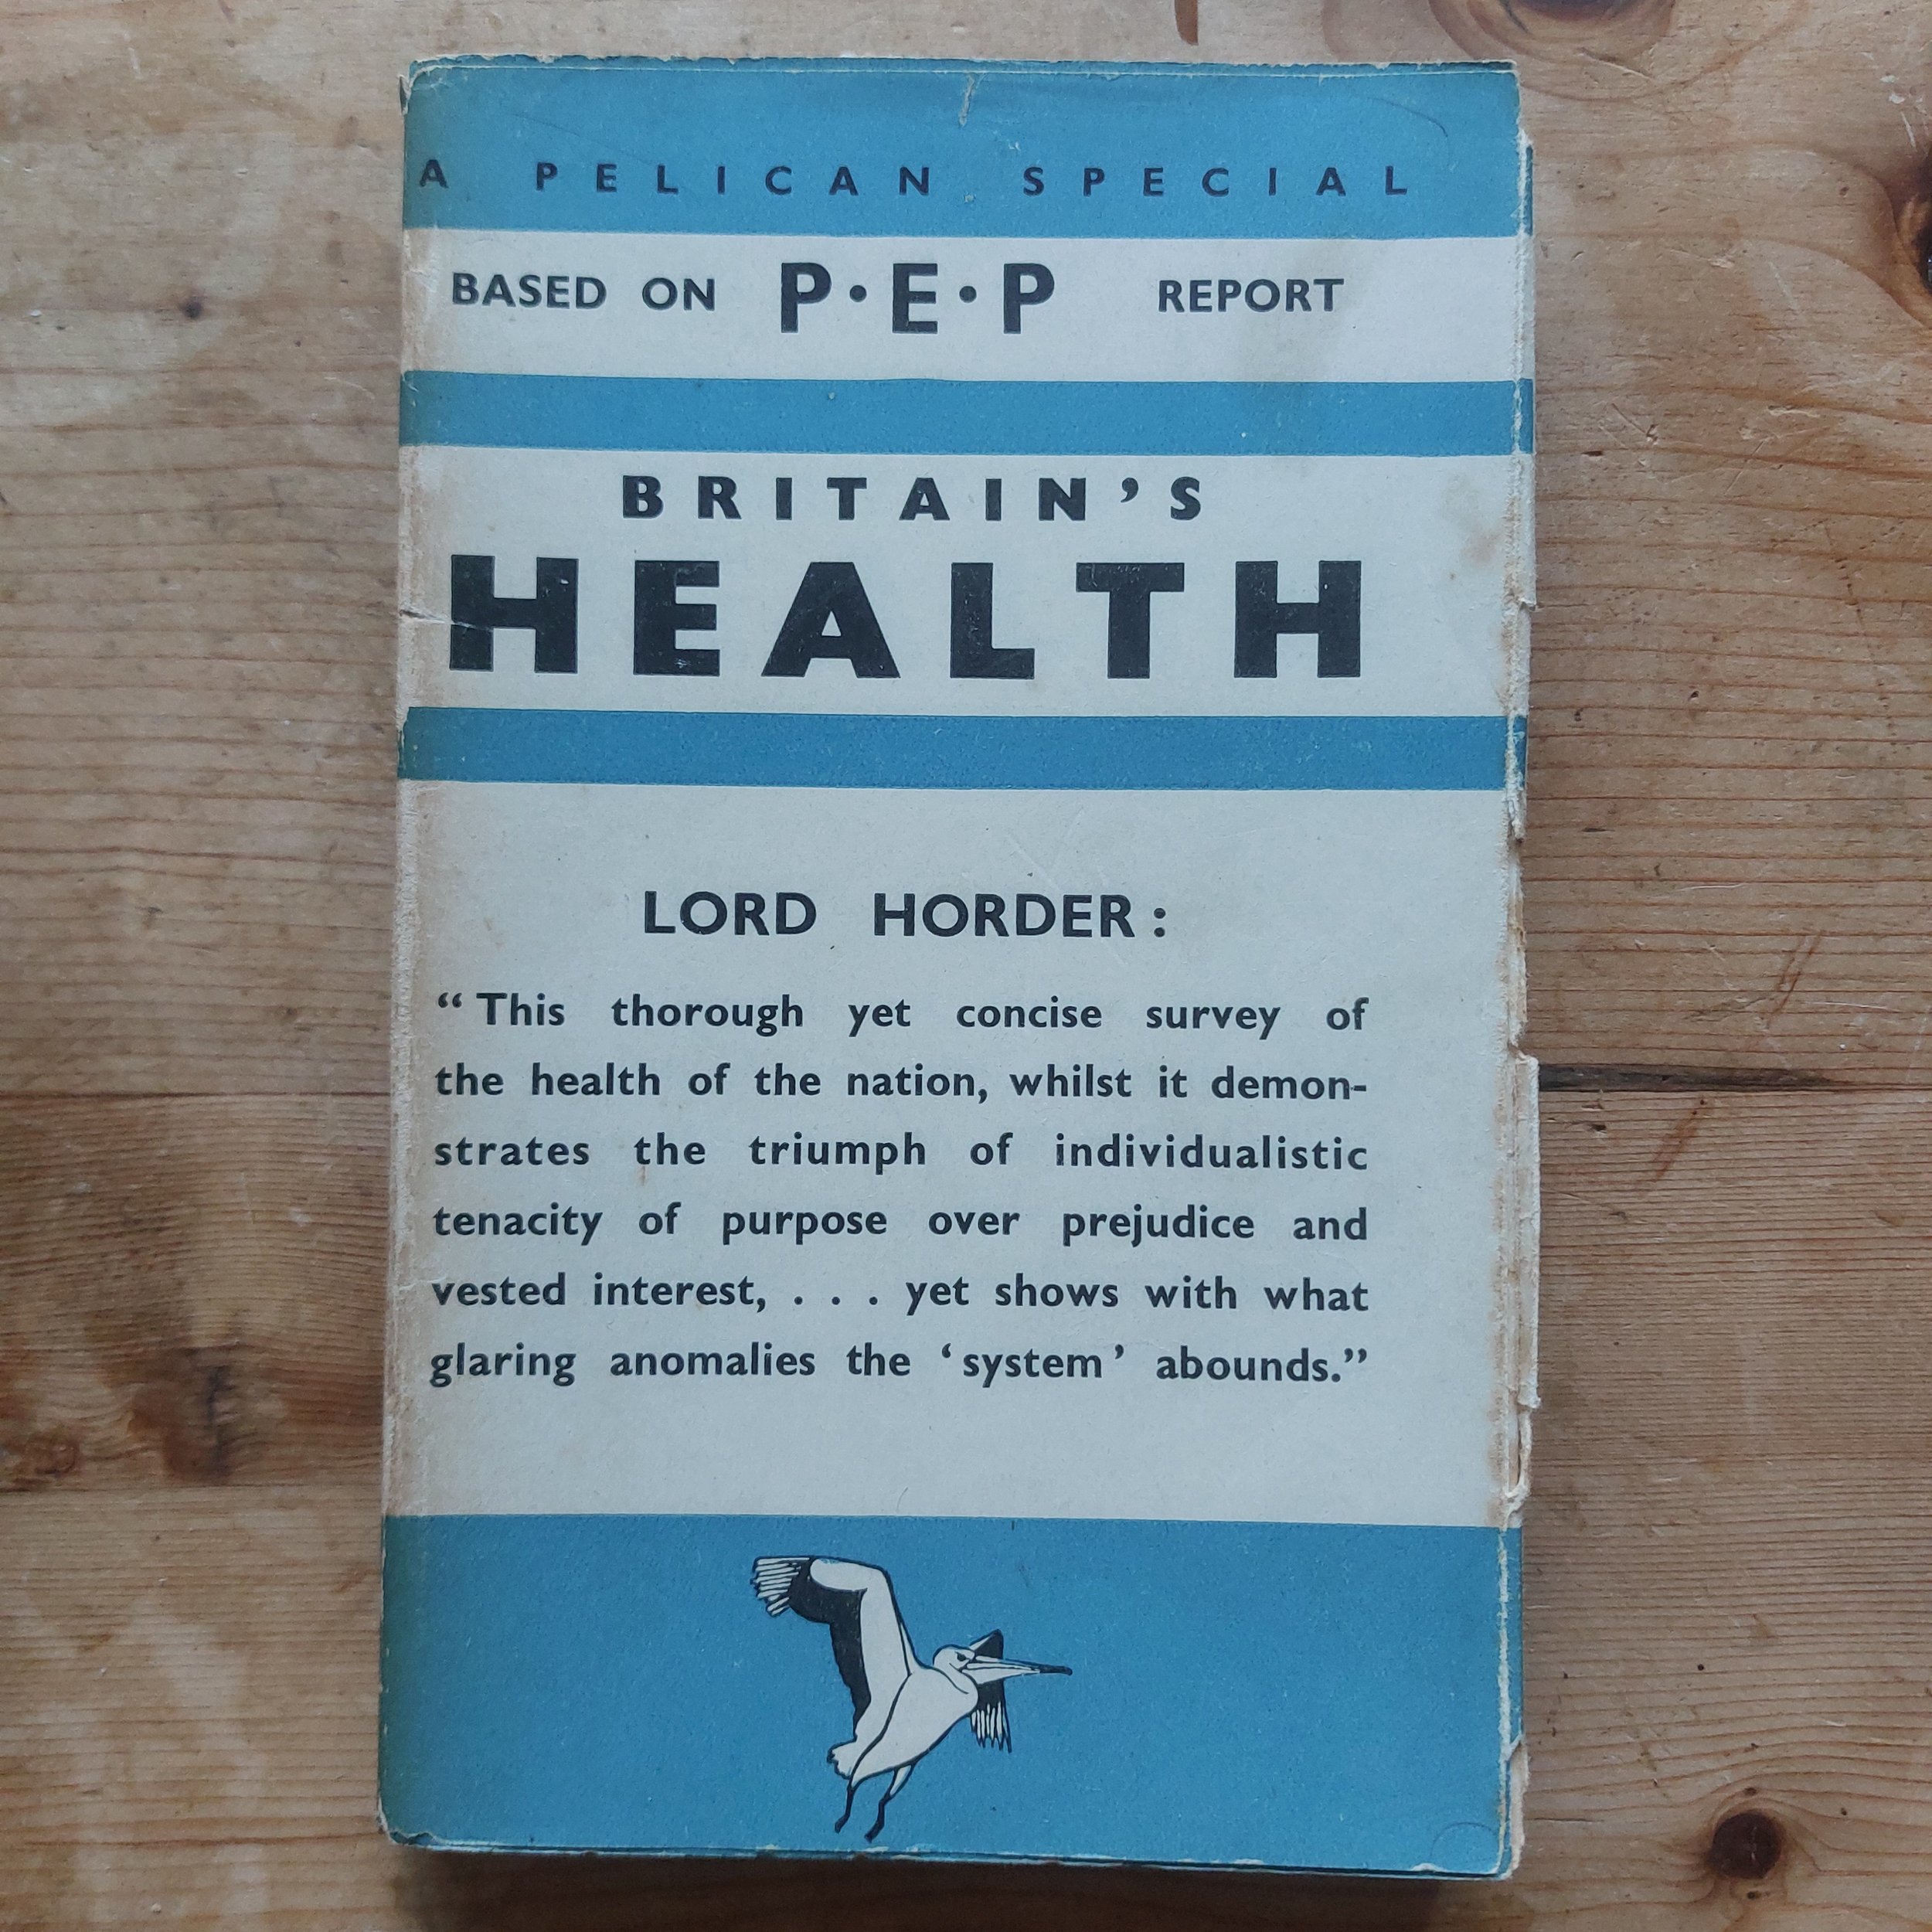 A PELICAN SPECIAL
BASED ON P·E·P REPORT
BRITAIN'S
HEALTH
LORD HORDER:
“This thorough yet concise survey of
the health of the nation, whilst it demon-
strates the triumph of individualistic
tenacity of purpose over prejudice and
vested interest, . . . yet shows with what
glaring anomalies the ‘system’ abounds.”